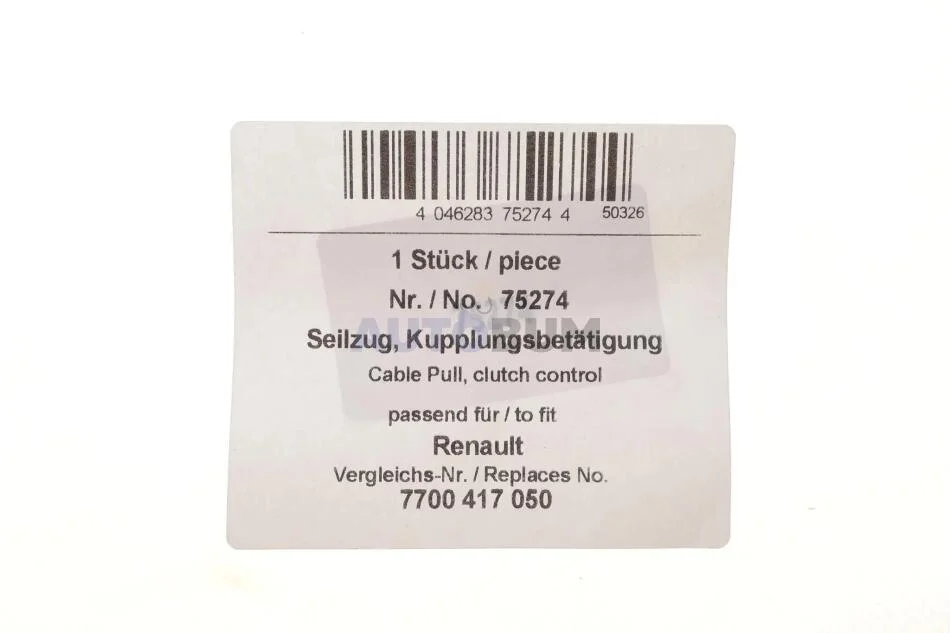 4 046283 75274 4 50326
1 Stück / piece
Nr. / No. 75274
AUTOBUM
Seilzug, Kupplungsbetätigung
Cable Pull, clutch control
passend für / to fit
Renault
Vergleichs-Nr. / Replaces No.
7700 417 050